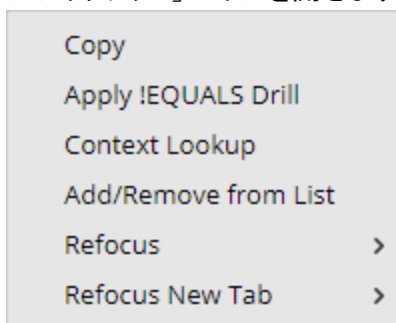 Copy
Apply !EQUALS Drill
Context Lookup
Add/Remove from List
Refocus
Refocus New Tab